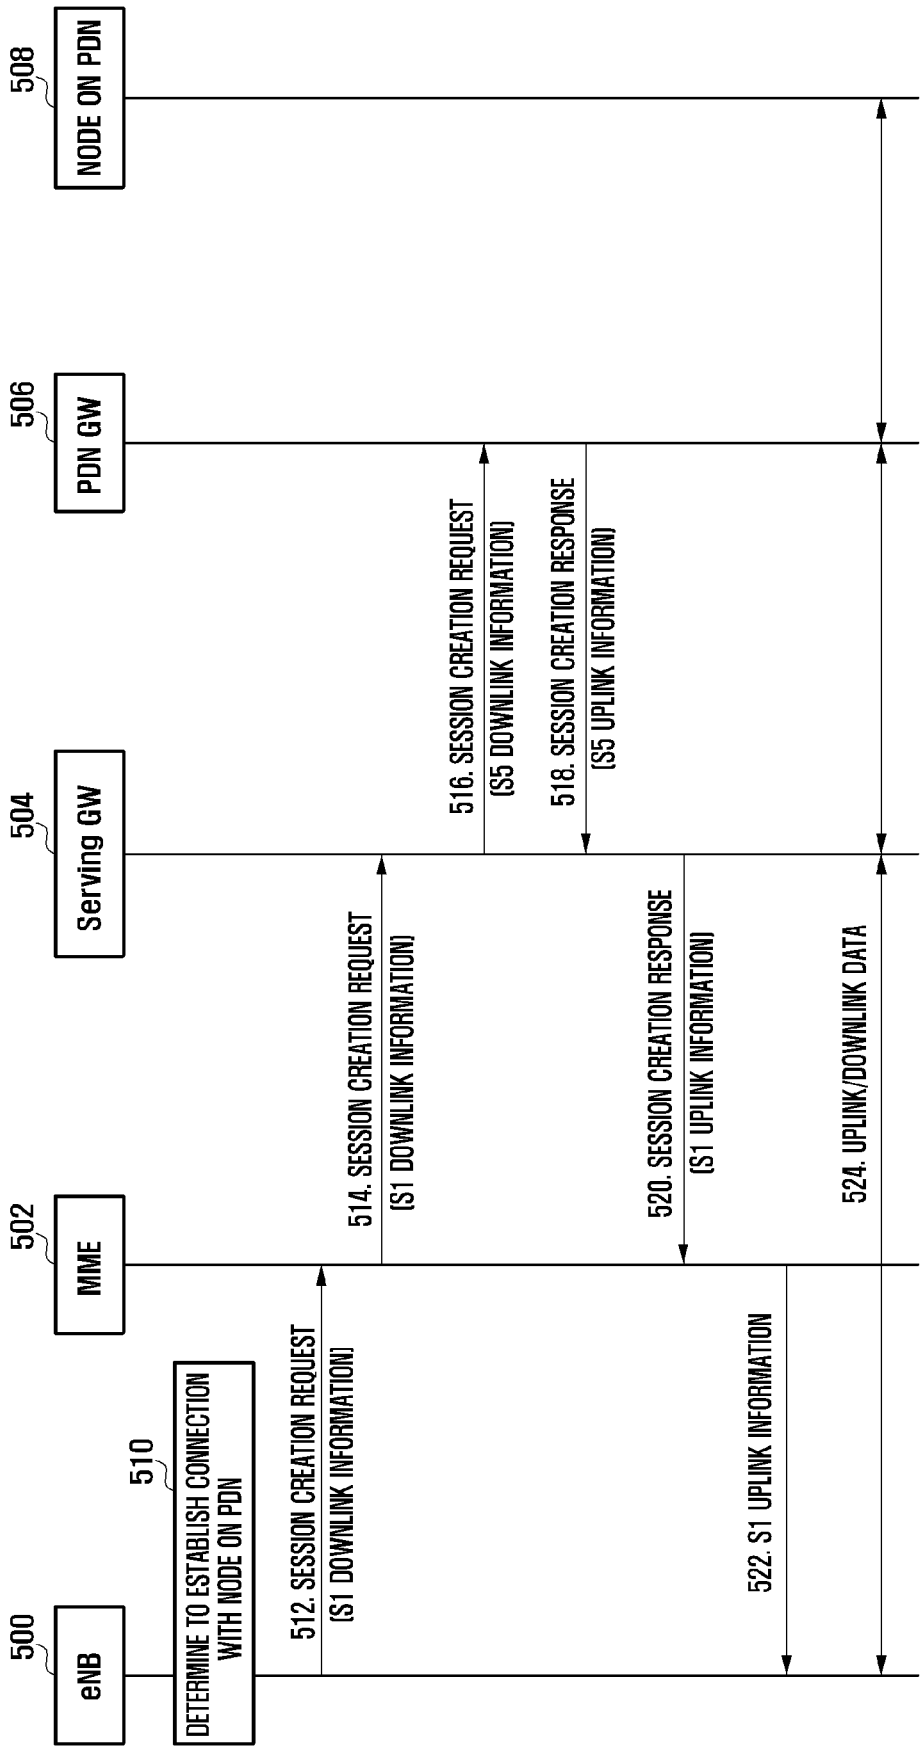 500
502
504
506
508
eNB
MME
Serving GW
PDN GW
NODE ON PDN
510
DETERMINE TO ESTABLISH CONNECTION
WITH NODE ON PDN
512. SESSION CREATION REQUEST
(S1 DOWNLINK INFORMATION)
514. SESSION CREATION REQUEST
(S1 DOWNLINK INFORMATION)
516. SESSION CREATION REQUEST
(S5 DOWNLINK INFORMATION)
518. SESSION CREATION RESPONSE
(S5 UPLINK INFORMATION)
520. SESSION CREATION RESPONSE
(S1 UPLINK INFORMATION)
522. S1 UPLINK INFORMATION
524. UPLINK/DOWNLINK DATA